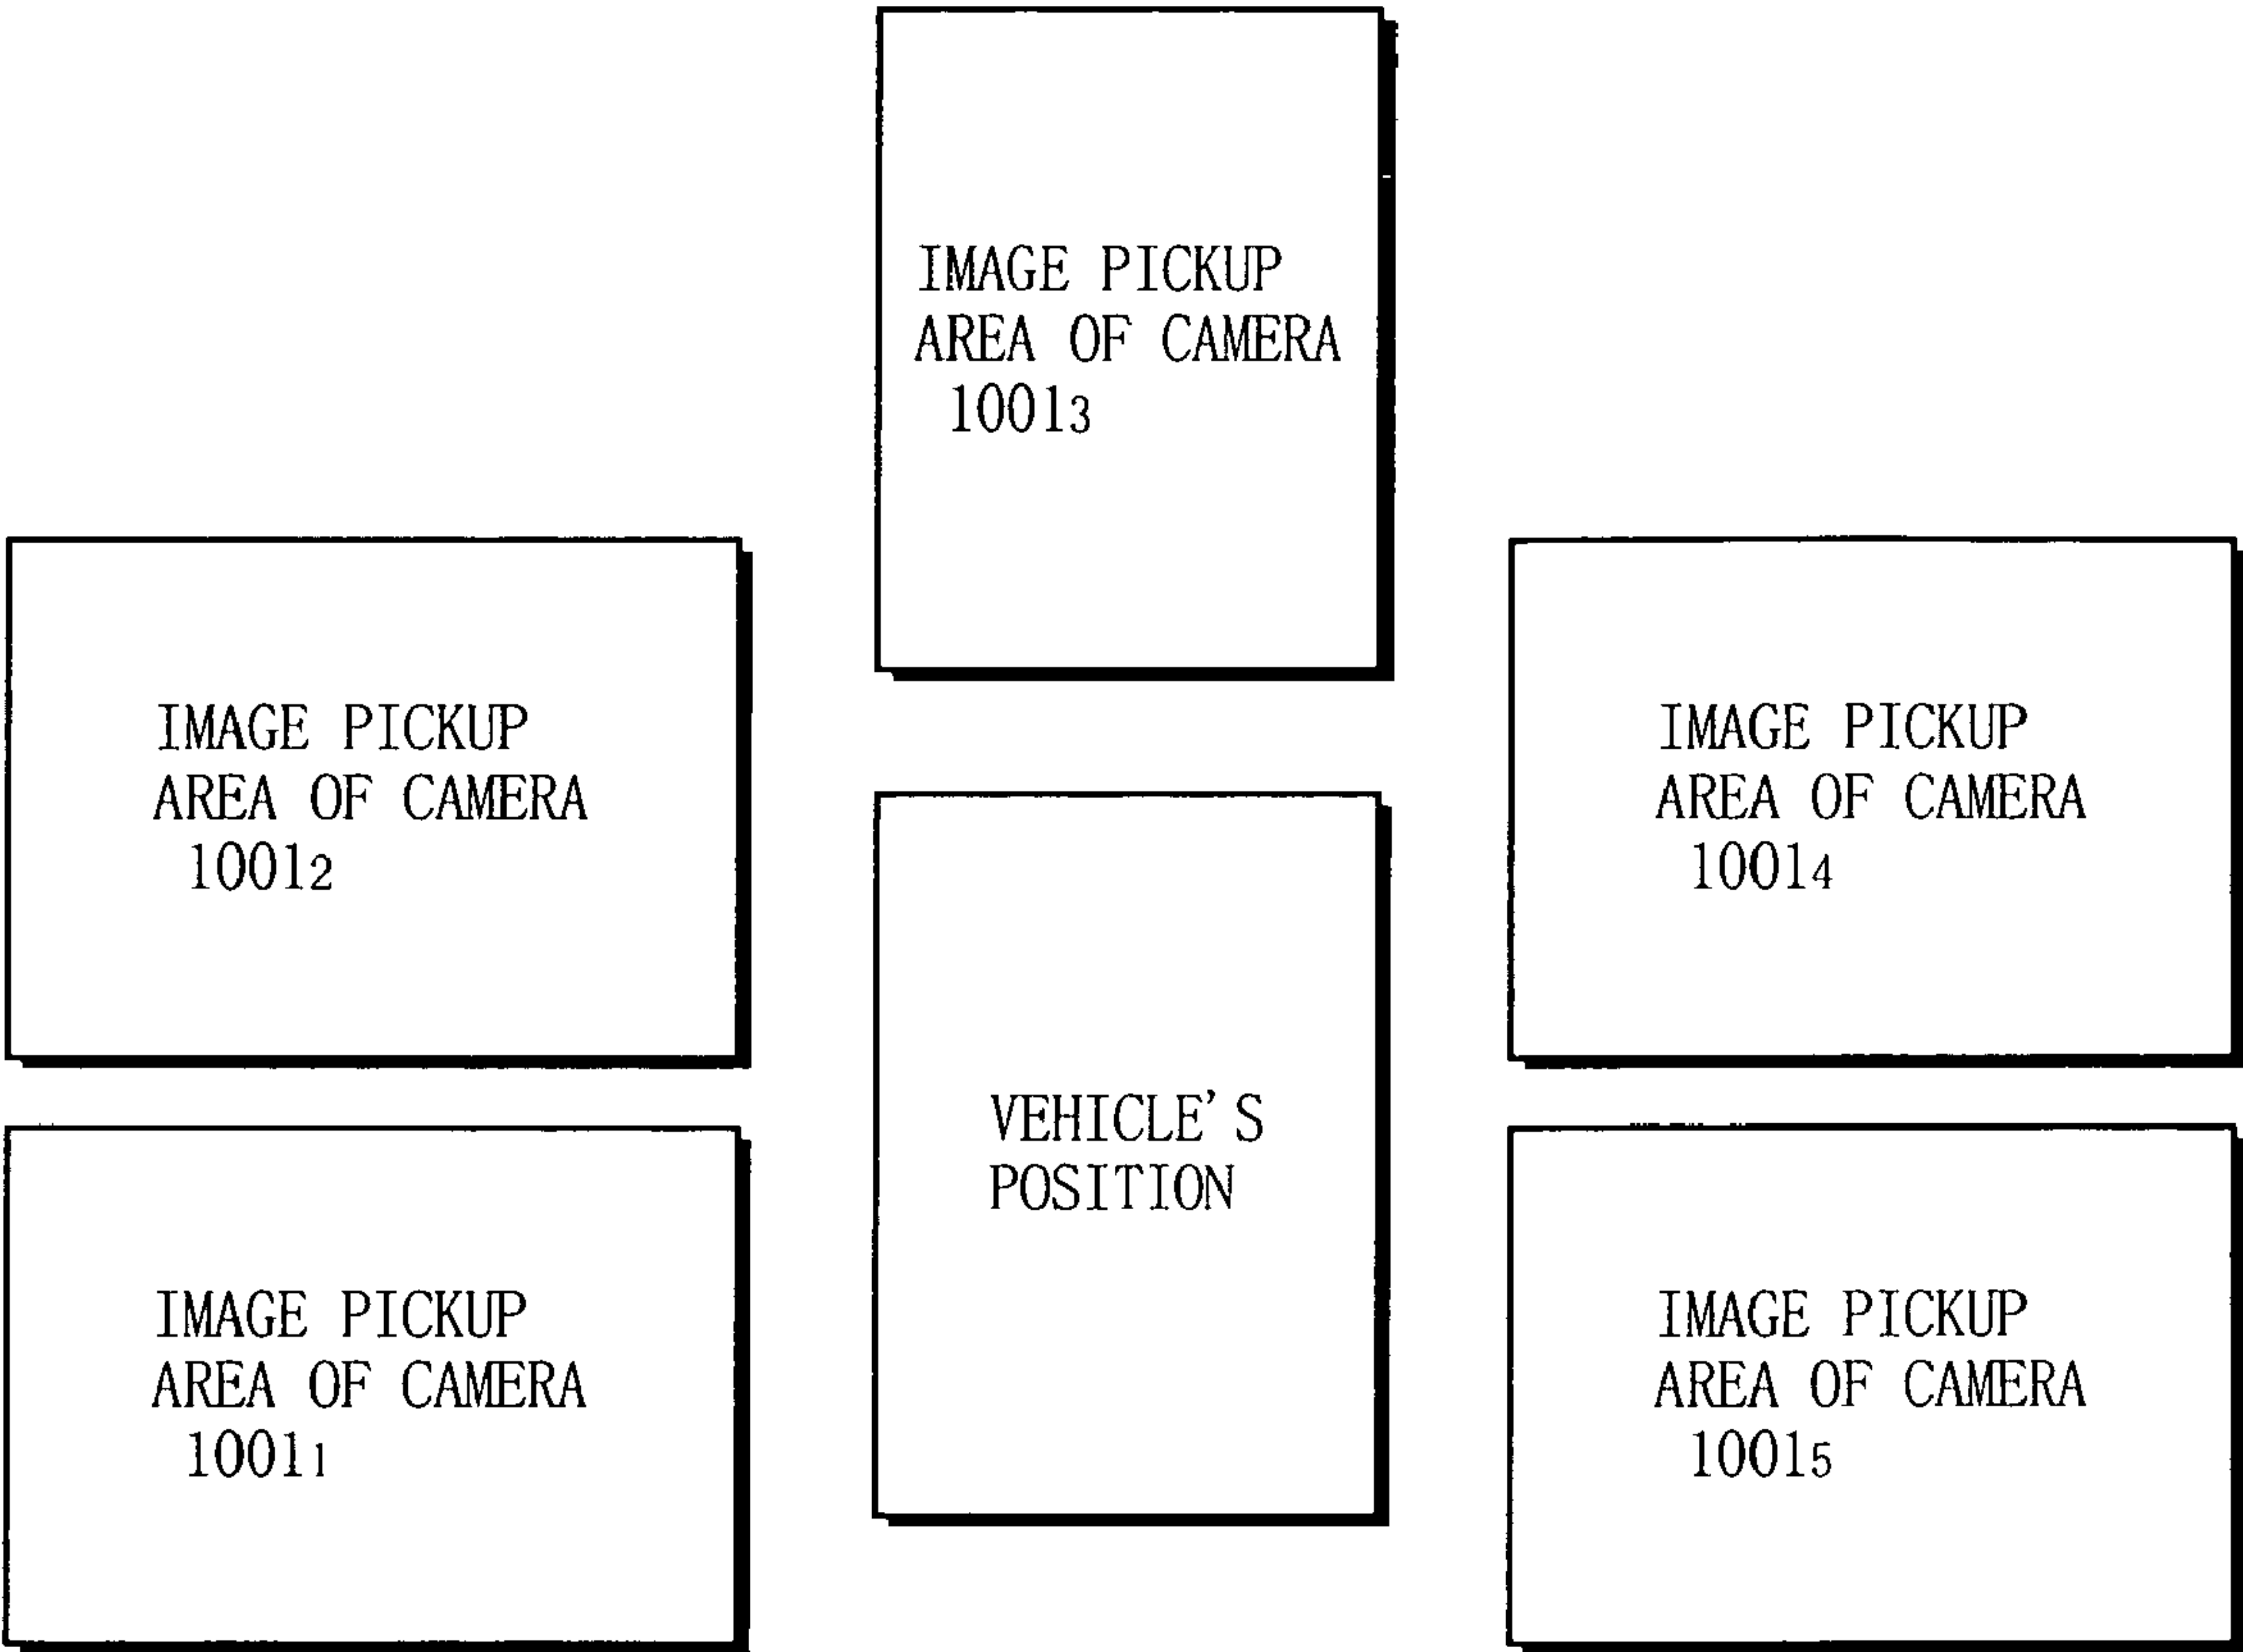 IMAGE PICKUP
AREA OF CAMERA
1001₃
IMAGE PICKUP
AREA OF CAMERA
1001₂
IMAGE PICKUP
AREA OF CAMERA
1001₄
VEHICLE'S
POSITION
IMAGE PICKUP
AREA OF CAMERA
1001₁
IMAGE PICKUP
AREA OF CAMERA
1001₅